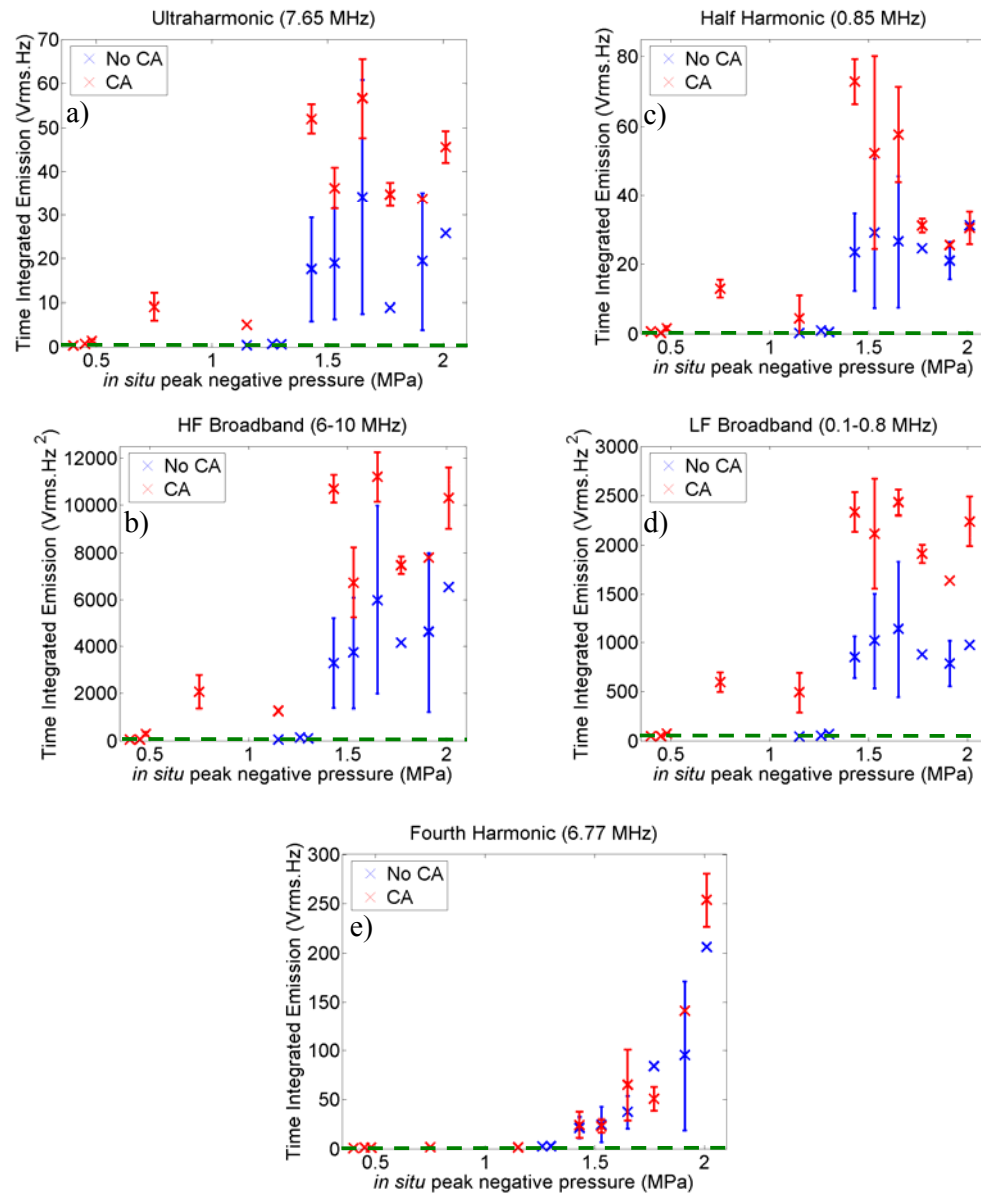 Ultraharmonic (7.65 MHz)
Time Integrated Emission (Vrms.Hz)
70
60
50
40
30
20
10
0
No CA
CA
a)
0.5 1 1.5 2
in situ peak negative pressure (MPa)
Half Harmonic (0.85 MHz)
Time Integrated Emission (Vrms.Hz)
80
60
40
20
0
No CA
CA
c)
0.5 1 1.5 2
in situ peak negative pressure (MPa)
HF Broadband (6-10 MHz)
Time Integrated Emission (Vrms.Hz²)
12000
10000
8000
6000
4000
2000
0
No CA
CA
b)
0.5 1 1.5 2
in situ peak negative pressure (MPa)
LF Broadband (0.1-0.8 MHz)
Time Integrated Emission (Vrms.Hz²)
3000
2500
2000
1500
1000
500
0
No CA
CA
d)
0.5 1 1.5 2
in situ peak negative pressure (MPa)
Fourth Harmonic (6.77 MHz)
Time Integrated Emission (Vrms.Hz)
300
250
200
150
100
50
0
No CA
CA
e)
0.5 1 1.5 2
in situ peak negative pressure (MPa)